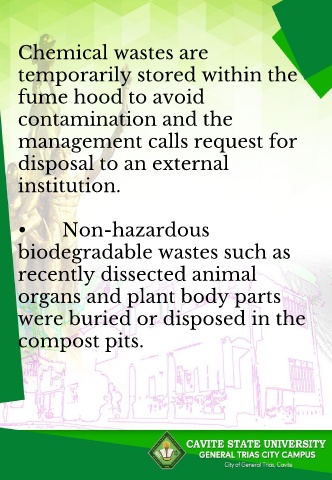 Chemical wastes are
temporarily stored within the
fume hood to avoid
contamination and the
management calls request for
disposal to an external
institution.
• Non-hazardous
biodegradable wastes such as
recently dissected animal
organs and plant body parts
were buried or disposed in the
compost pits.
CAVITE STATE UNIVERSITY
GENERAL TRIAS CITY CAMPUS
City of General Trias, Cavite